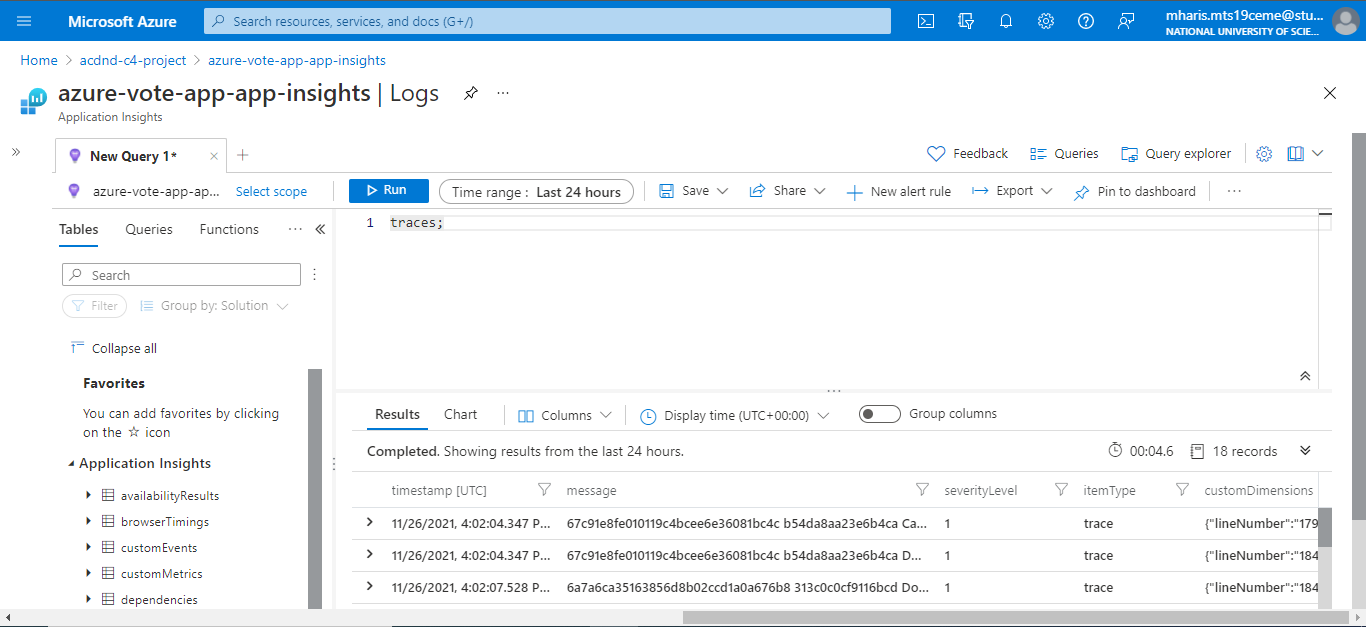 Microsoft Azure
Search resources, services, and docs (G+/)
mharis.mts19ceme@stu...
NATIONAL UNIVERSITY OF SCIE...
Home > acdnd-c4-project > azure-vote-app-app-insights
azure-vote-app-app-insights | Logs
Application Insights
New Query 1*
Feedback Queries Query explorer
azure-vote-app-ap... Select scope
Run Time range : Last 24 hours Save Share New alert rule Export Pin to dashboard
Tables Queries Functions
1 traces;
Search
Filter Group by: Solution
Collapse all
Favorites
You can add favorites by clicking
on the ☆ icon
Application Insights
availabilityResults
browserTimings
customEvents
customMetrics
dependencies
Results Chart Columns Display time (UTC+00:00) Group columns
Completed. Showing results from the last 24 hours. 00:04.6 18 records
timestamp [UTC] message severityLevel itemType customDimensions
11/26/2021, 4:02:04.347 P... 67c91e8fe010119c4bcee6e36081bc4c b54da8aa23e6b4ca Ca... 1 trace {"lineNumber":"179
11/26/2021, 4:02:04.347 P... 67c91e8fe010119c4bcee6e36081bc4c b54da8aa23e6b4ca D... 1 trace {"lineNumber":"184
11/26/2021, 4:02:07.528 P... 6a7a6ca35163856d8b02ccd1a0a676b8 313c0c0cf9116bcd Do... 1 trace {"lineNumber":"184